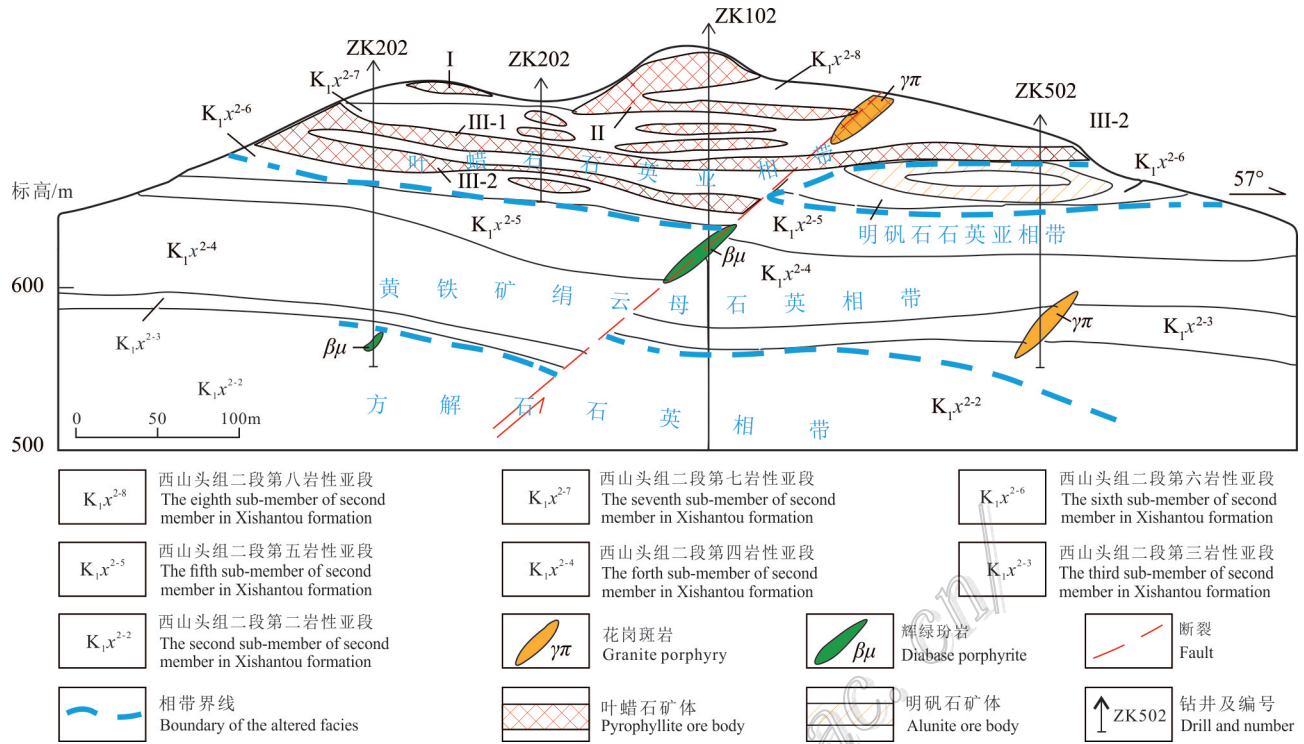 ZK102
ZK202
I
ZK202
K₁x²⁻⁷
K₁x²⁻⁸
γπ
ZK502
K₁x²⁻⁶
III-1
II
III-2
叶蜡石石英亚相带
III-2
K₁x²⁻⁶
57°
标高/m
K₁x²⁻⁵
K₁x²⁻⁵
明矾石石英亚相带
K₁x²⁻⁴
βμ
K₁x²⁻⁴
600
黄铁矿绢云母石英相带
K₁x²⁻³
βμ
γπ
K₁x²⁻³
K₁x²⁻²
方解石石英相带
K₁x²⁻²
0 50 100m
500
K₁x²⁻⁸
西山头组二段第八岩性亚段
The eighth sub-member of second
member in Xishantou formation
K₁x²⁻⁷
西山头组二段第七岩性亚段
The seventh sub-member of second
member in Xishantou formation
K₁x²⁻⁶
西山头组二段第六岩性亚段
The sixth sub-member of second
member in Xishantou formation
K₁x²⁻⁵
西山头组二段第五岩性亚段
The fifth sub-member of second
member in Xishantou formation
K₁x²⁻⁴
西山头组二段第四岩性亚段
The forth sub-member of second
member in Xishantou formation
K₁x²⁻³
西山头组二段第三岩性亚段
The third sub-member of second
member in Xishantou formation
K₁x²⁻²
西山头组二段第二岩性亚段
The second sub-member of second
member in Xishantou formation
γπ
花岗斑岩
Granite porphyry
βμ
辉绿玢岩
Diabase porphyrite
断裂
Fault
相带界线
Boundary of the altered facies
叶蜡石矿体
Pyrophyllite ore body
明矾石矿体
Alunite ore body
ZK502
钻井及编号
Drill and number
ac.cn/